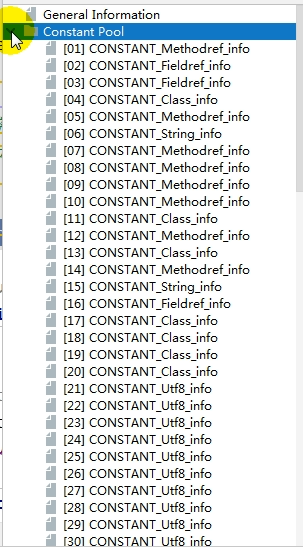 General Information
Constant Pool
[01] CONSTANT_Methodref_info
[02] CONSTANT_Fieldref_info
[03] CONSTANT_Fieldref_info
[04] CONSTANT_Class_info
[05] CONSTANT_Methodref_info
[06] CONSTANT_String_info
[07] CONSTANT_Methodref_info
[08] CONSTANT_Methodref_info
[09] CONSTANT_Methodref_info
[10] CONSTANT_Methodref_info
[11] CONSTANT_Class_info
[12] CONSTANT_Methodref_info
[13] CONSTANT_Class_info
[14] CONSTANT_Methodref_info
[15] CONSTANT_String_info
[16] CONSTANT_Fieldref_info
[17] CONSTANT_Class_info
[18] CONSTANT_Class_info
[19] CONSTANT_Class_info
[20] CONSTANT_Class_info
[21] CONSTANT_Utf8_info
[22] CONSTANT_Utf8_info
[23] CONSTANT_Utf8_info
[24] CONSTANT_Utf8_info
[25] CONSTANT_Utf8_info
[26] CONSTANT_Utf8_info
[27] CONSTANT_Utf8_info
[28] CONSTANT_Utf8_info
[29] CONSTANT_Utf8_info
[30] CONSTANT_Utf8_info